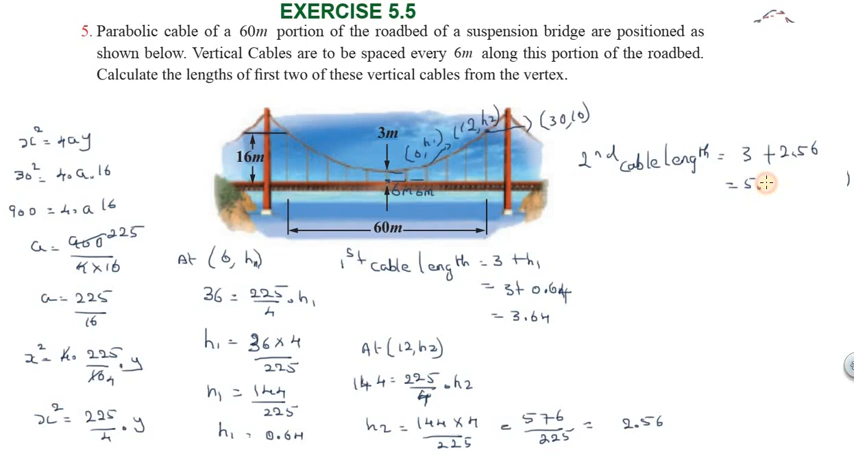 EXERCISE 5.5
5. Parabolic cable of a 60m portion of the roadbed of a suspension bridge are positioned as
shown below. Vertical Cables are to be spaced every 6m along this portion of the roadbed.
Calculate the lengths of first two of these vertical cables from the vertex.
x² = 4ay
30² = 4.a.16
900 = 4.a 16
a = 900 225
4×16
a = 225
16
x² = 4. 225 . y
16 4
x² = 225 . y
4
3m
16m
(6, h₁)
(12, h2)
(30, 16)
6m 6m
60m
At (6, h₁)
36 = 225 . h₁
4
h₁ = 36 × 4
225
h₁ = 144
225
h₁ = 0.64
1st cable length = 3 + h₁
= 3 + 0.64
= 3.64
At (12, h2)
144 = 225 . h2
4
h2 = 144 × 4 = 576 = 2.56
225 225
2nd cable length = 3 + 2.56
= 5.